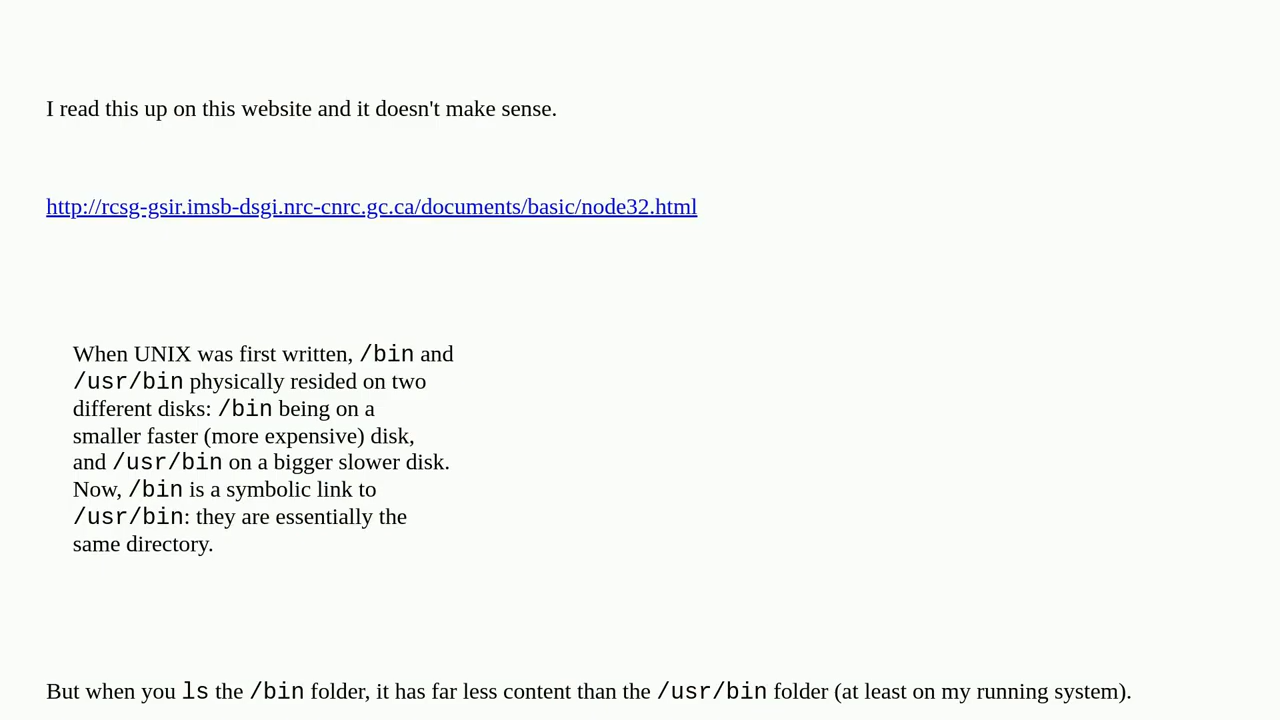 I read this up on this website and it doesn't make sense.
http://rcsg-gsir.imsb-dsgi.nrc-cnrc.gc.ca/documents/basic/node32.html
When UNIX was first written, /bin and
/usr/bin physically resided on two
different disks: /bin being on a
smaller faster (more expensive) disk,
and /usr/bin on a bigger slower disk.
Now, /bin is a symbolic link to
/usr/bin: they are essentially the
same directory.
But when you ls the /bin folder, it has far less content than the /usr/bin folder (at least on my running system).